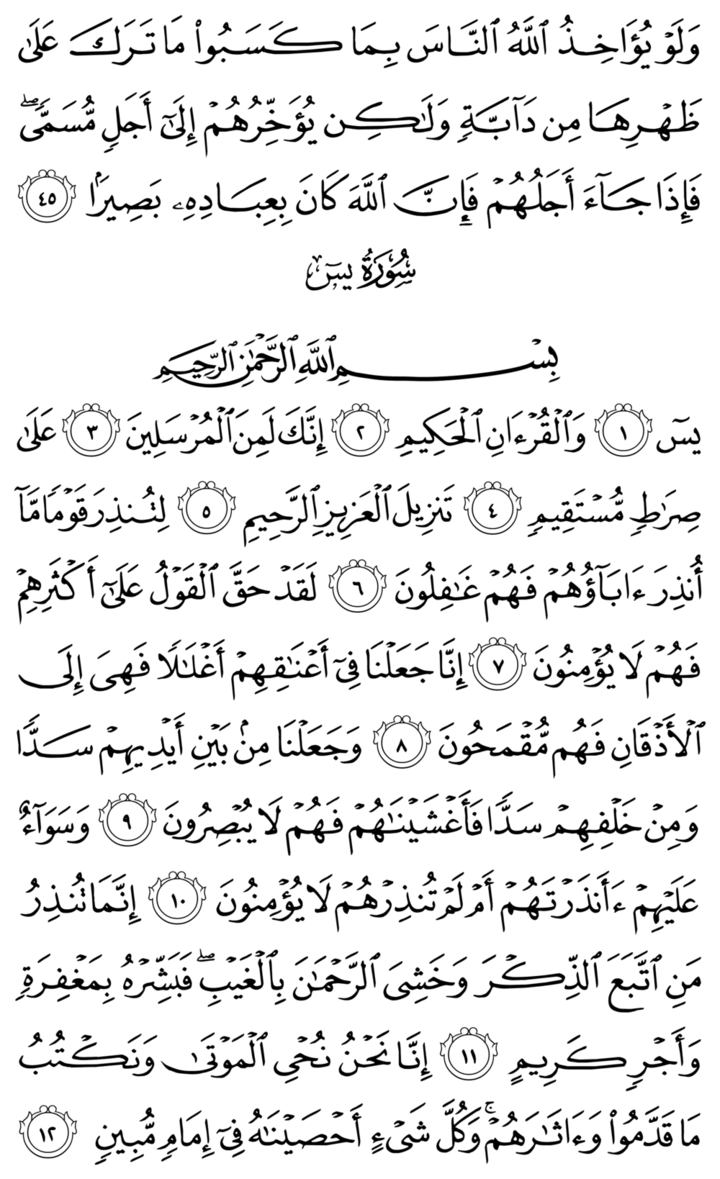 وَلَوْ يُؤَاخِذُ ٱللَّهُ ٱلنَّاسَ بِمَا كَسَبُوا۟ مَا تَرَكَ عَلَىٰ
ظَهْرِهَا مِن دَآبَّةٍ وَلَـٰكِن يُؤَخِّرُهُمْ إِلَىٰٓ أَجَلٍ مُّسَمًّى ۖ
فَإِذَا جَآءَ أَجَلُهُمْ فَإِنَّ ٱللَّهَ كَانَ بِعِبَادِهِۦ بَصِيرًۢا ٤٥
سُورَةُ يسٓ
بِسْمِ ٱللَّهِ ٱلرَّحْمَـٰنِ ٱلرَّحِيمِ
يسٓ ١ وَٱلْقُرْءَانِ ٱلْحَكِيمِ ٢ إِنَّكَ لَمِنَ ٱلْمُرْسَلِينَ ٣ عَلَىٰ
صِرَٰطٍ مُّسْتَقِيمٍ ٤ تَنزِيلَ ٱلْعَزِيزِ ٱلرَّحِيمِ ٥ لِتُنذِرَ قَوْمًا مَّآ
أُنذِرَ ءَابَآؤُهُمْ فَهُمْ غَـٰفِلُونَ ٦ لَقَدْ حَقَّ ٱلْقَوْلُ عَلَىٰٓ أَكْثَرِهِمْ
فَهُمْ لَا يُؤْمِنُونَ ٧ إِنَّا جَعَلْنَا فِىٓ أَعْنَـٰقِهِمْ أَغْلَـٰلًا فَهِىَ إِلَى
ٱلْأَذْقَانِ فَهُم مُّقْمَحُونَ ٨ وَجَعَلْنَا مِنۢ بَيْنِ أَيْدِيهِمْ سَدًّا
وَمِنْ خَلْفِهِمْ سَدًّا فَأَغْشَيْنَـٰهُمْ فَهُمْ لَا يُبْصِرُونَ ٩ وَسَوَآءٌ
عَلَيْهِمْ ءَأَنذَرْتَهُمْ أَمْ لَمْ تُنذِرْهُمْ لَا يُؤْمِنُونَ ١٠ إِنَّمَا تُنذِرُ
مَنِ ٱتَّبَعَ ٱلذِّكْرَ وَخَشِىَ ٱلرَّحْمَـٰنَ بِٱلْغَيْبِ ۖ فَبَشِّرْهُ بِمَغْفِرَةٍ
وَأَجْرٍ كَرِيمٍ ١١ إِنَّا نَحْنُ نُحْىِ ٱلْمَوْتَىٰ وَنَكْتُبُ
مَا قَدَّمُوا۟ وَءَاثَـٰرَهُمْ ۚ وَكُلَّ شَىْءٍ أَحْصَيْنَـٰهُ فِىٓ إِمَامٍ مُّبِينٍ ١٢